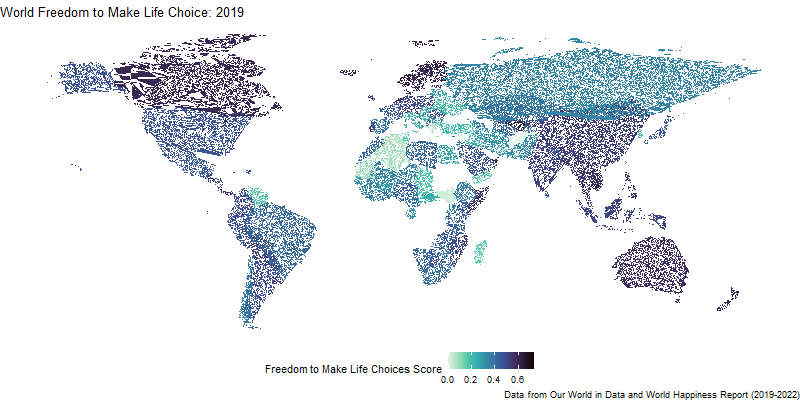 World Freedom to Make Life Choice: 2019
Freedom to Make Life Choices Score
0.0 0.2 0.4 0.6
Data from Our World in Data and World Happiness Report (2019-2022)